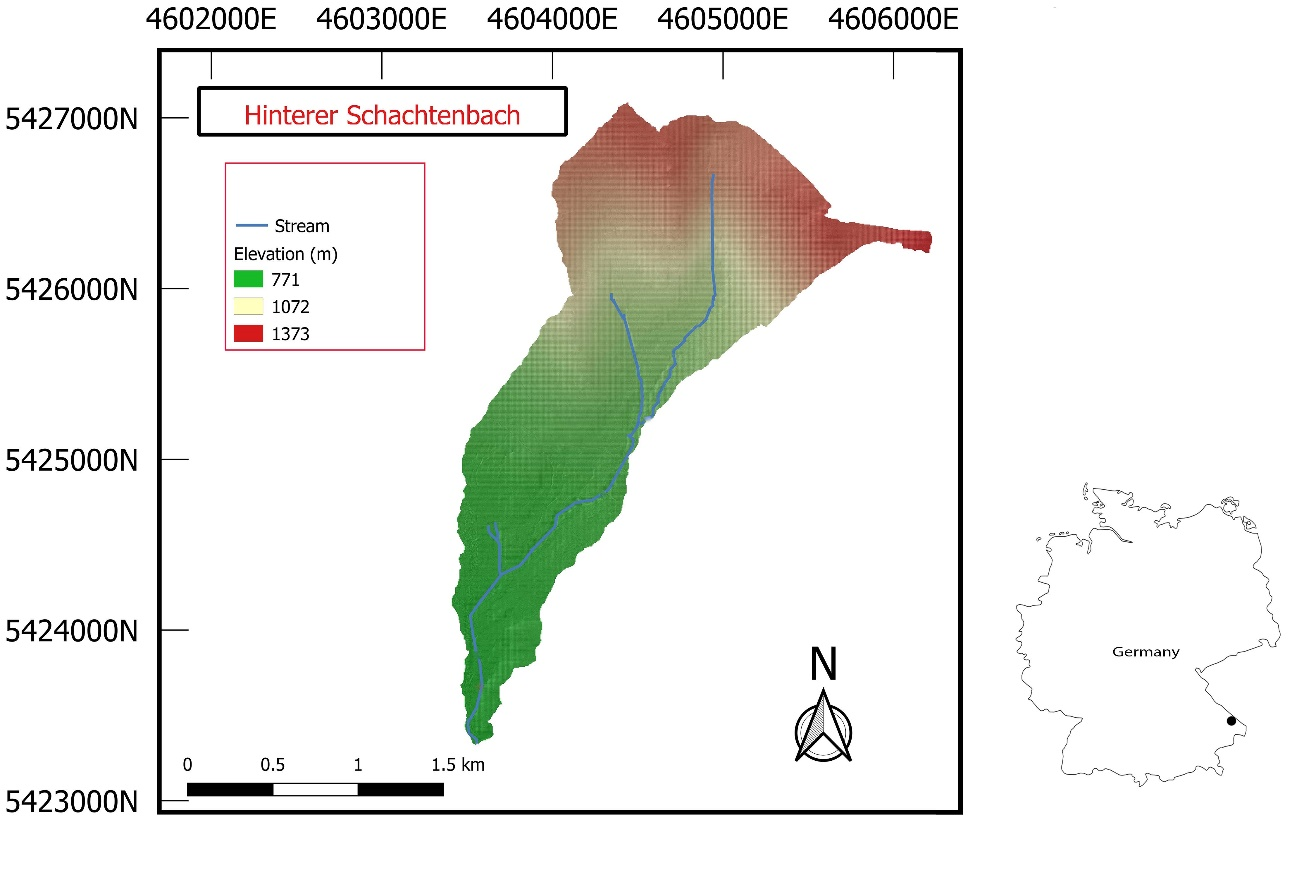 4602000E 4603000E 4604000E 4605000E 4606000E
5427000N
Hinterer Schachtenbach
Stream
Elevation (m)
771
1072
1373
5426000N
5425000N
5424000N
5423000N
N
0 0.5 1 1.5 km
Germany